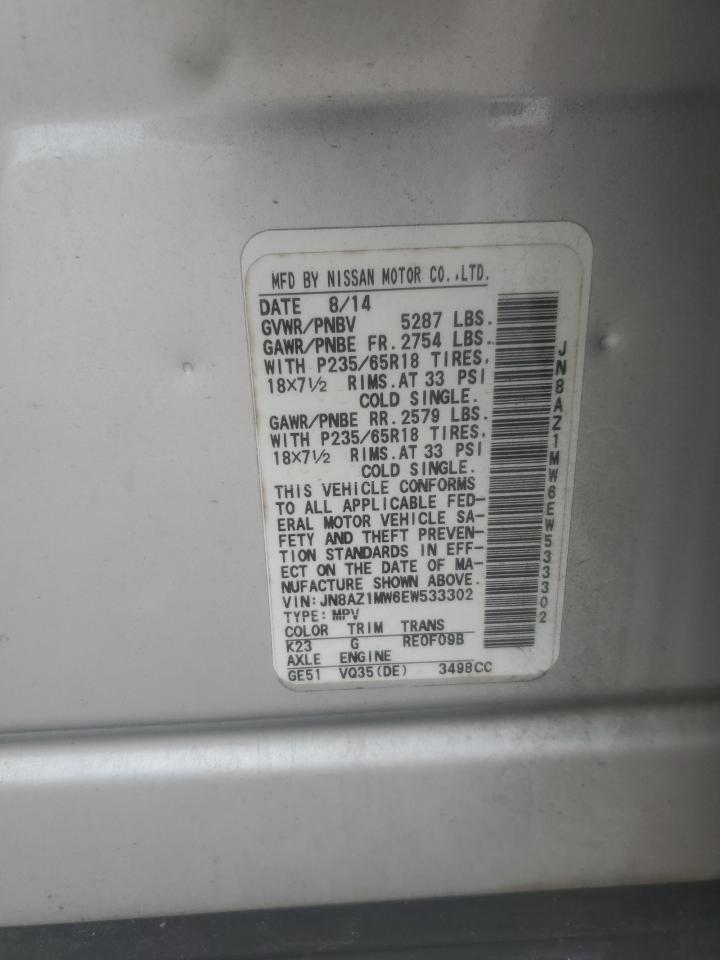 MFD BY NISSAN MOTOR CO.,LTD.
DATE 8/14
GVWR/PNBV 5287 LBS.
GAWR/PNBE FR. 2754 LBS.
WITH P235/65R18 TIRES,
18X7½ RIMS.AT 33 PSI
COLD SINGLE.
GAWR/PNBE RR. 2579 LBS.
WITH P235/65R18 TIRES,
18X7½ RIMS.AT 33 PSI
COLD SINGLE.
THIS VEHICLE CONFORMS
TO ALL APPLICABLE FED-
ERAL MOTOR VEHICLE SA-
FETY AND THEFT PREVEN-
TION STANDARDS IN EFF-
ECT ON THE DATE OF MA-
NUFACTURE SHOWN ABOVE.
VIN:JN8AZ1MW6EW533302
TYPE: MPV
COLOR TRIM TRANS
K23 G RE0F09B
AXLE ENGINE
GE51 VQ35(DE) 3498CC
JN8AZ1MW6EW533302